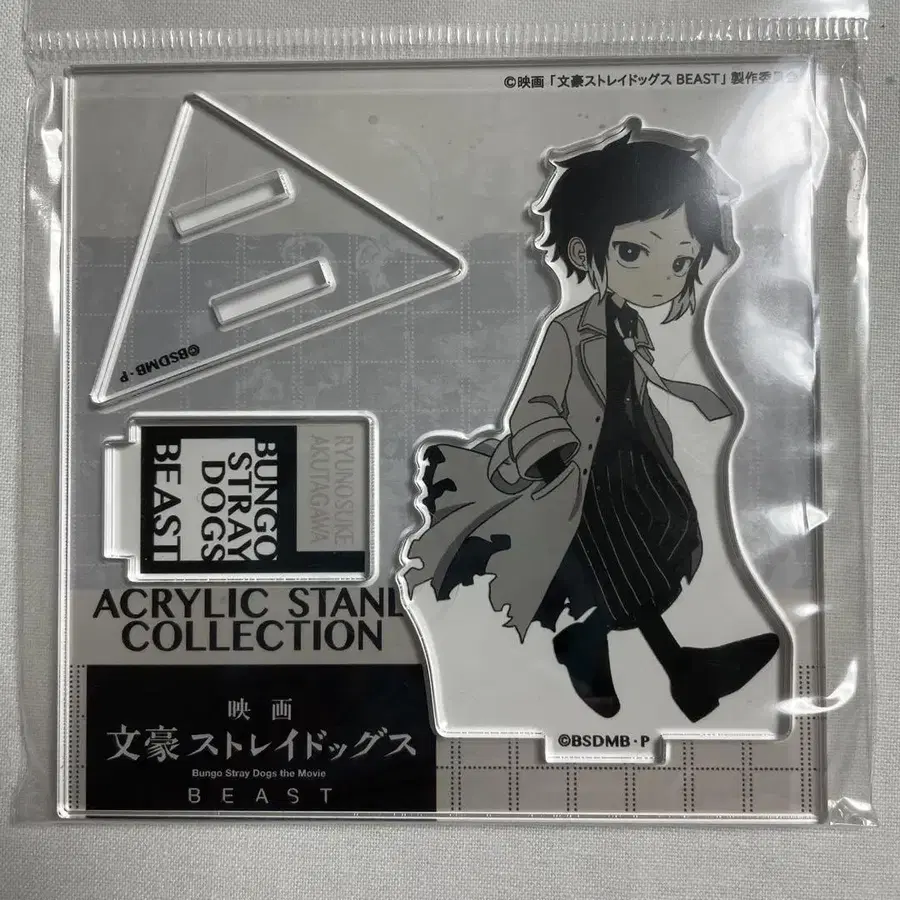 ©映画「文豪ストレイドッグス BEAST」製作委員会
©BSDMB・P
RYUNOSUKE
AKUTAGAWA
BUNGO
STRAY
DOGS
BEAST
ACRYLIC STAND
COLLECTION
映画
文豪ストレイドッグス
Bungo Stray Dogs the Movie
BEAST
©BSDMB・P